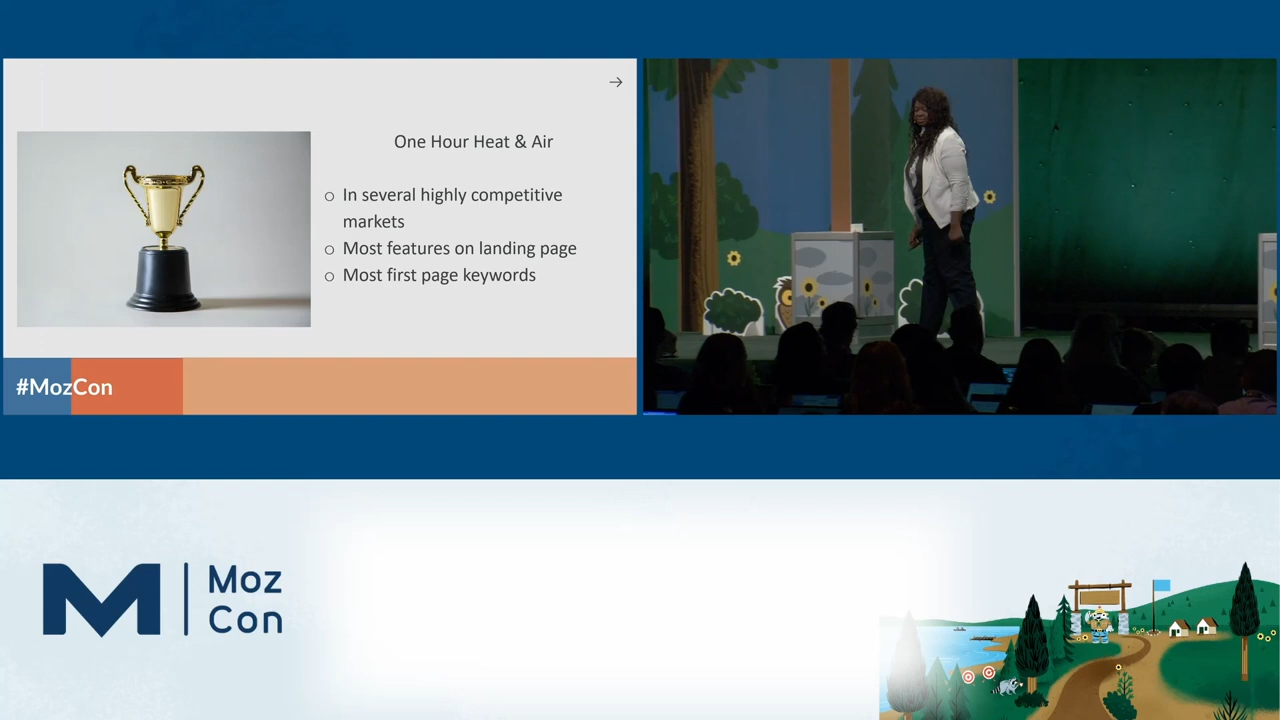 →
One Hour Heat & Air
○ In several highly competitive
markets
○ Most features on landing page
○ Most first page keywords
#MozCon
M | Moz
Con